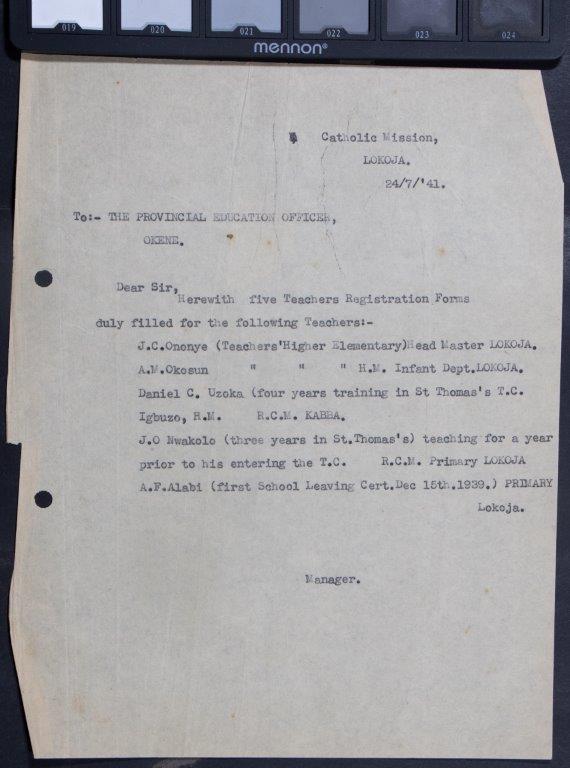 019 020 021 022 023 024
mennon®
Catholic Mission,
LOKOJA.
24/7/'41.
To:- THE PROVINCIAL EDUCATION OFFICER,
OKENE.
Dear Sir,
Herewith five Teachers Registration Forms
duly filled for the following Teachers:-
J.C.Ononye (Teachers'Higher Elementary)Head Master LOKOJA.
A.M.Okosun " " " H.M. Infant Dept.LOKOJA.
Daniel C. Uzoka (four years training in St Thomas's T.C.
Igbuzo, H.M. R.C.M. KABBA.
J.O Nwakolo (three years in St.Thomas's) teaching for a year
prior to his entering the T.C. R.C.M. Primary LOKOJA
A.F.Alabi (first School Leaving Cert.Dec 15th.1939.) PRIMARY
Lokoja.
Manager.